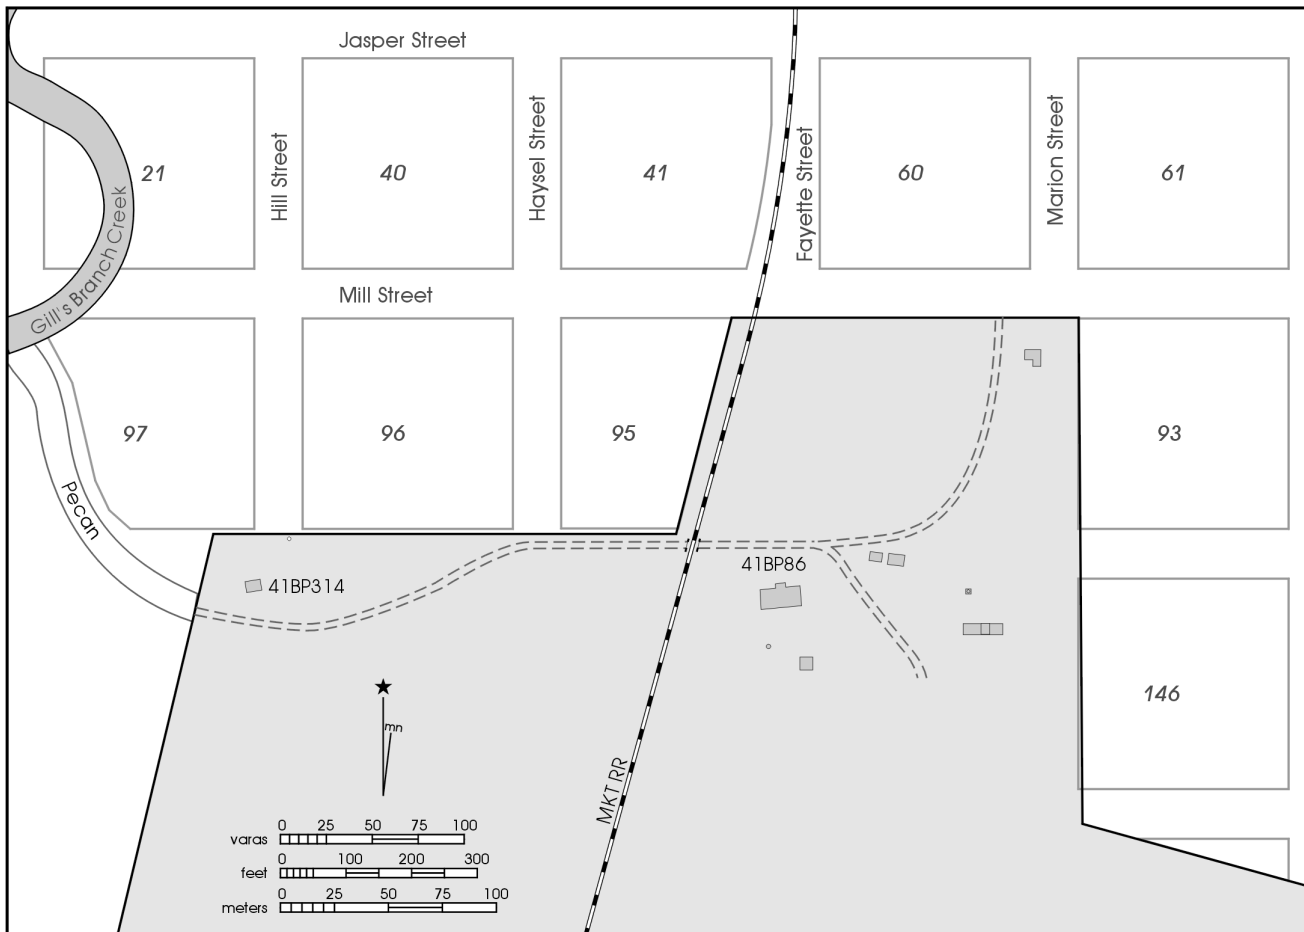 Jasper Street
21
Hill Street
40
Haysel Street
41
Fayette Street
60
Marion Street
61
Gill's Branch Creek
Mill Street
97
96
95
93
Pecan
41BP314
41BP86
146
mn
MKT RR
0 25 50 75 100
varas
0 100 200 300
feet
0 25 50 75 100
meters